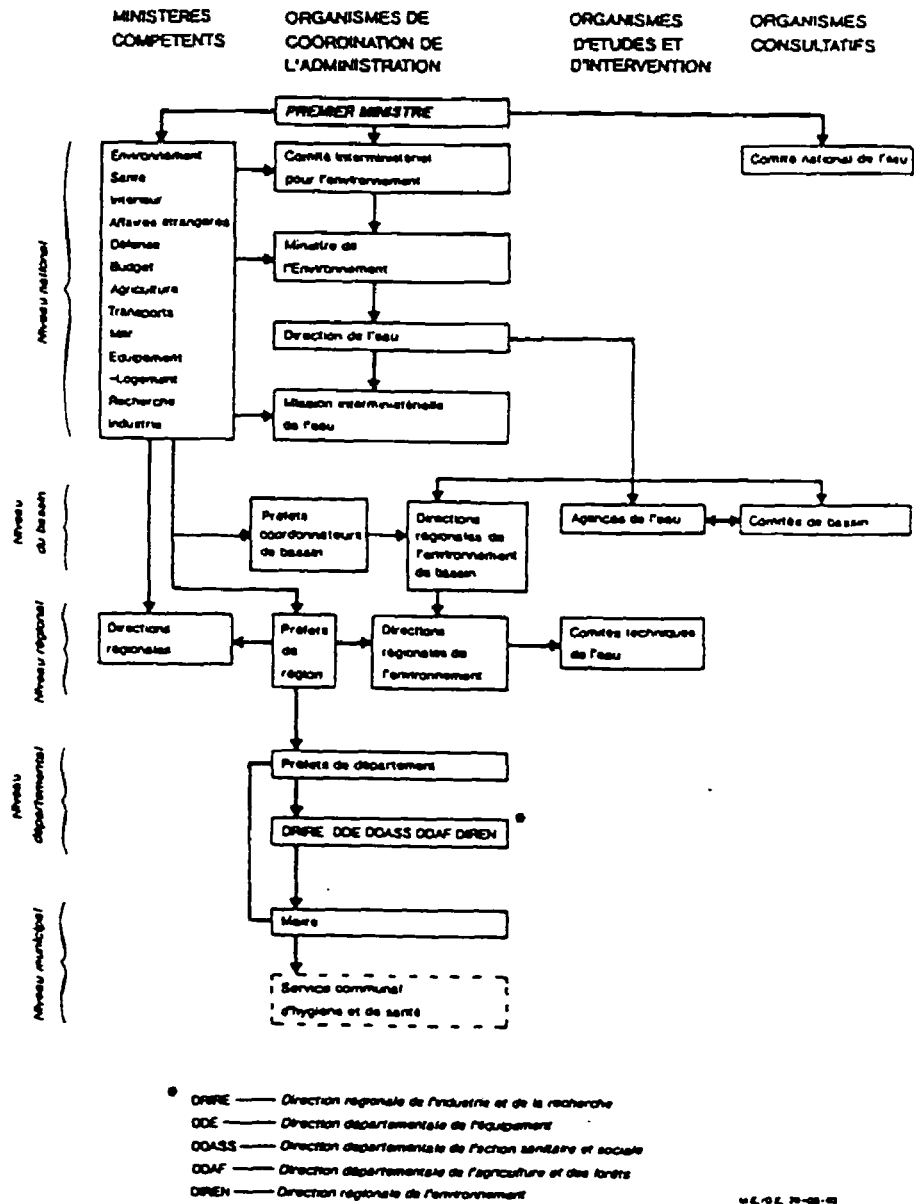 MINISTERES
COMPETENTS
ORGANISMES DE
COORDINATION DE
L'ADMINISTRATION
ORGANISMES
D'ETUDES ET
D'INTERVENTION
ORGANISMES
CONSULTATIFS
PREMIER MINISTRE
Niveau national
Environnement
Santé
Intérieur
Affaires étrangères
Défense
Budget
Agriculture
Transports
Mer
Equipement
-Logement
Recherche
Industrie
Comité interministériel
pour l'environnement
Comité national de l'eau
Ministre de
l'Environnement
Direction de l'eau
Mission interministérielle
de l'eau
Niveau
du bassin
Préfets
coordonnateurs
de bassin
Directions
régionales de
l'environnement
de bassin
Agences de l'eau
Comités de bassin
Niveau régional
Directions
régionales
Préfets
de
région
Directions
régionales de
l'environnement
Comités techniques
de l'eau
Niveau
départemental
Préfets de département
DRIRE DDE DDASS DDAF DIREN *
Niveau municipal
Maire
Service communal
d'hygiène et de santé
* DRIRE — Direction régionale de l'industrie et de la recherche
DDE — Direction départementale de l'équipement
DDASS — Direction départementale de l'action sanitaire et sociale
DDAF — Direction départementale de l'agriculture et des forêts
DIREN — Direction régionale de l'environnement